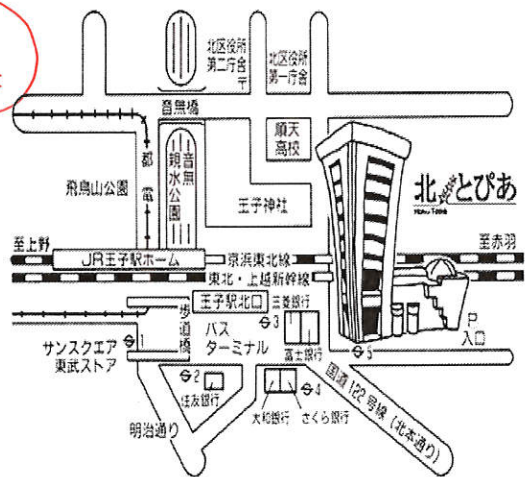 北区役所
第二庁舎
〒
北区役所
第一庁舎
音無橋
順天
高校
都電
音無
親水公園
飛鳥山公園
王子神社
北とぴあ
至上野
JR王子駅ホーム
京浜東北線
至赤羽
東北・上越新幹線
王子駅北口
三菱銀行
3
歩道橋
バス
ターミナル
富士銀行
5
P
入口
サンスクエア
東武ストア
2
住友銀行
4
大和銀行
さくら銀行
明治通り
国道122号線(北本通り)